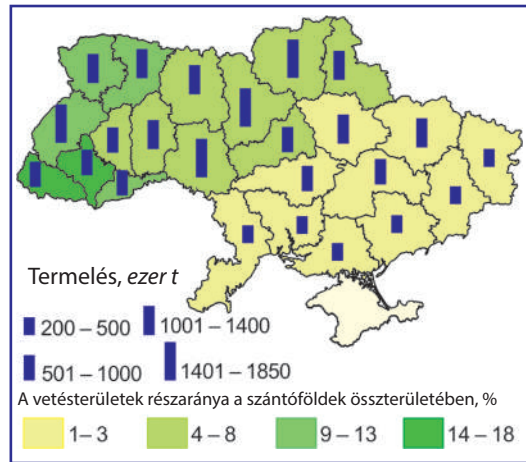 Termelés, ezer t
200 – 500 1001 – 1400
501 – 1000 1401 – 1850
A vetésterületek részaránya a szántóföldek összterületében, %
1– 3 4 – 8 9 – 13 14 – 18